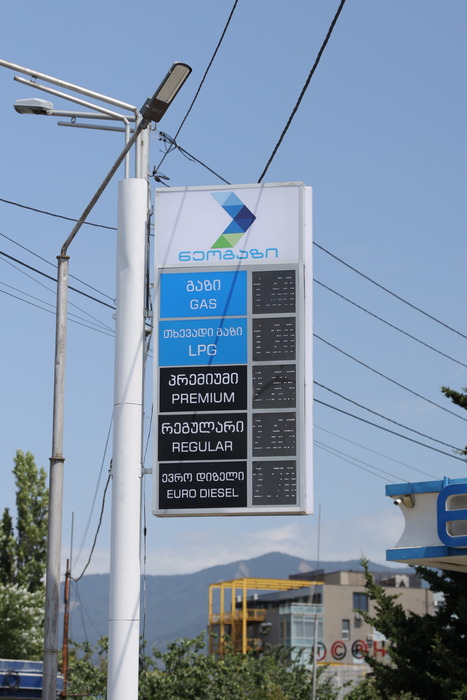 ნეოგაზი
გაზი
GAS
თხევადი გაზი
LPG
პრემიუმი
PREMIUM
რეგულარი
REGULAR
ევრო დიზელი
EURO DIESEL